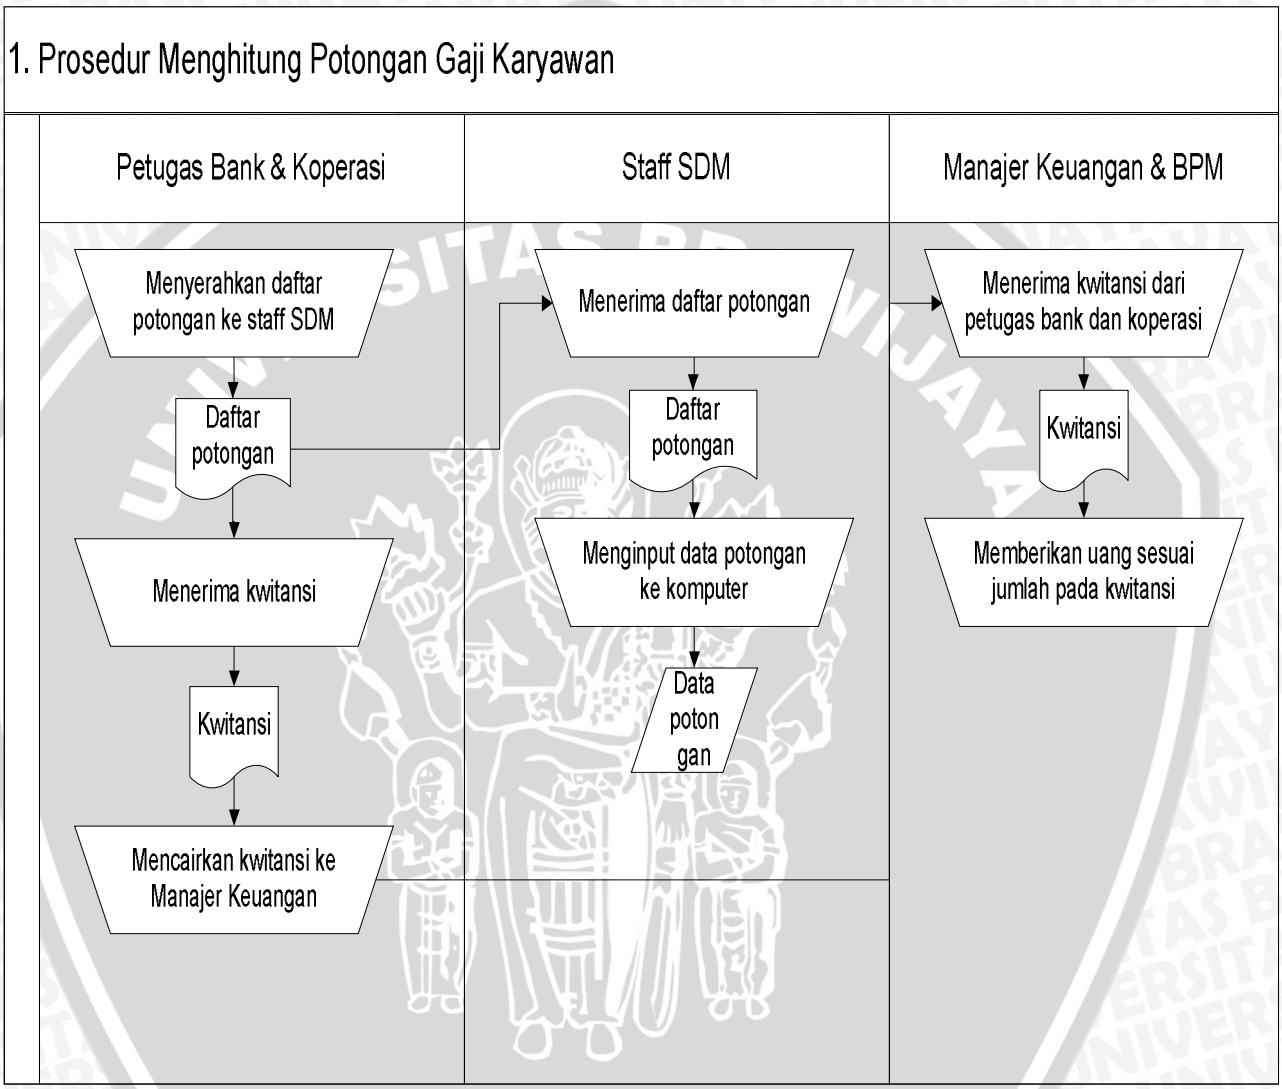 1. Prosedur Menghitung Potongan Gaji Karyawan
Petugas Bank & Koperasi
Staff SDM
Manajer Keuangan & BPM
Menyerahkan daftar
potongan ke staff SDM
Daftar
potongan
Menerima kwitansi
Kwitansi
Mencairkan kwitansi ke
Manajer Keuangan
Menerima daftar potongan
Daftar
potongan
Menginput data potongan
ke komputer
Data
poton
gan
Menerima kwitansi dari
petugas bank dan koperasi
Kwitansi
Memberikan uang sesuai
jumlah pada kwitansi